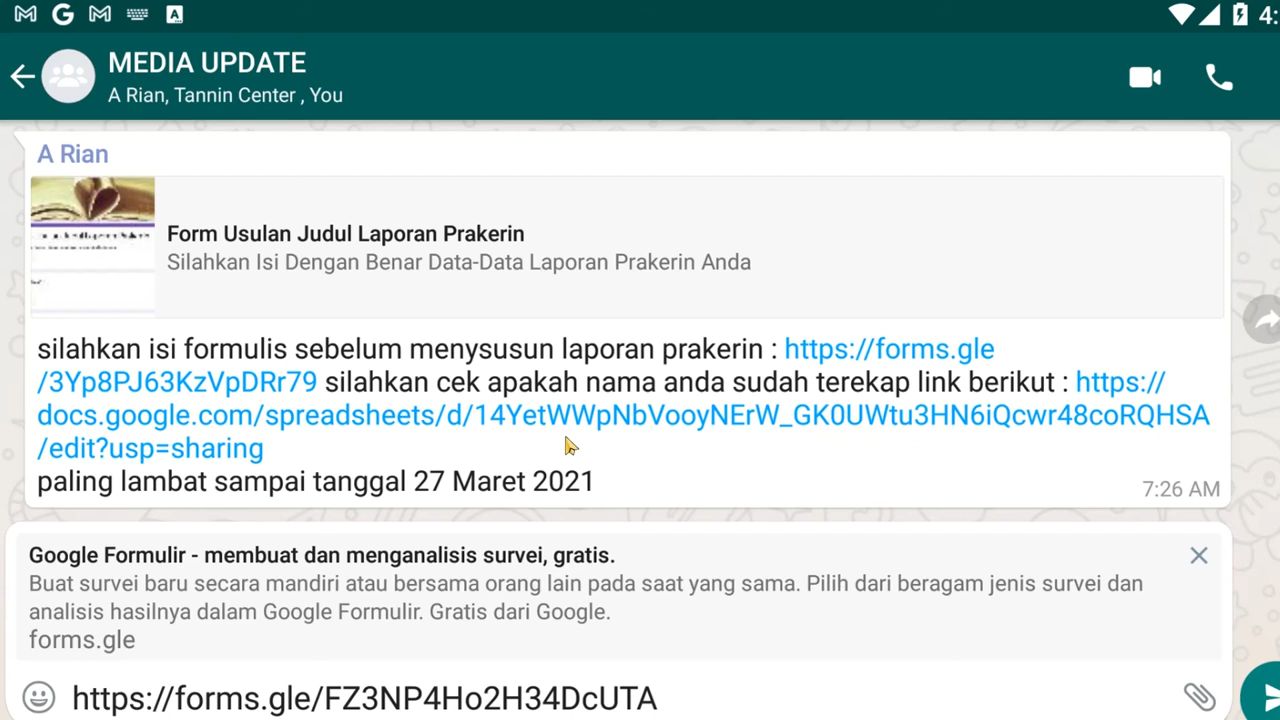 4:
MEDIA UPDATE
A Rian, Tannin Center , You
A Rian
Form Usulan Judul Laporan Prakerin
Silahkan Isi Dengan Benar Data-Data Laporan Prakerin Anda
silahkan isi formulis sebelum menysusun laporan prakerin : https://forms.gle
/3Yp8PJ63KzVpDRr79 silahkan cek apakah nama anda sudah terekap link berikut : https://
docs.google.com/spreadsheets/d/14YetWWpNbVooyNErW_GK0UWtu3HN6iQcwr48coRQHSA
/edit?usp=sharing
paling lambat sampai tanggal 27 Maret 2021
7:26 AM
Google Formulir - membuat dan menganalisis survei, gratis.
Buat survei baru secara mandiri atau bersama orang lain pada saat yang sama. Pilih dari beragam jenis survei dan
analisis hasilnya dalam Google Formulir. Gratis dari Google.
forms.gle
https://forms.gle/FZ3NP4Ho2H34DcUTA